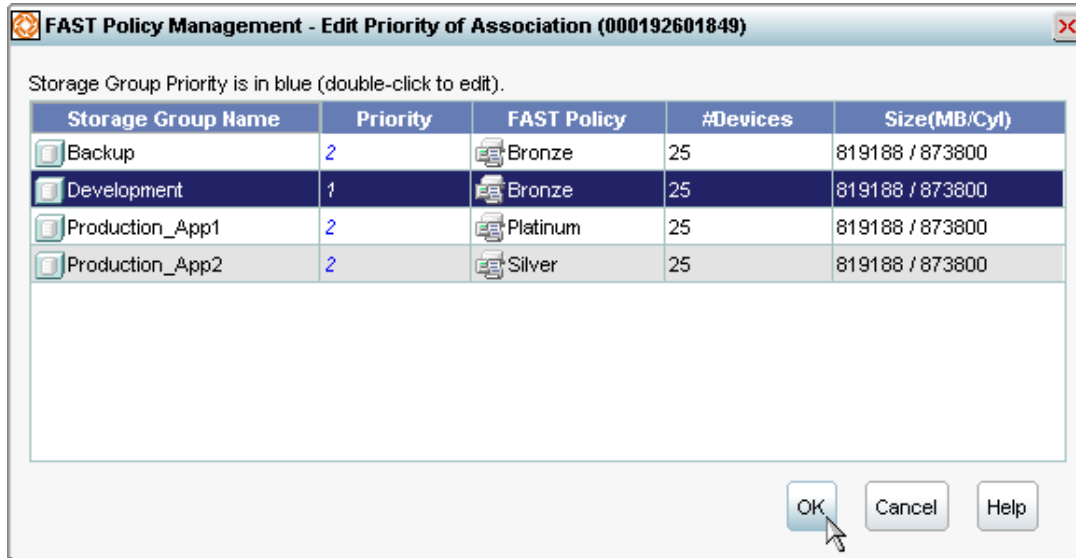 FAST Policy Management - Edit Priority of Association (000192601849)
Storage Group Priority is in blue (double-click to edit).
Storage Group Name Priority FAST Policy #Devices Size(MB/Cyl)
Backup 2 Bronze 25 819188 / 873800
Development 1 Bronze 25 819188 / 873800
Production_App1 2 Platinum 25 819188 / 873800
Production_App2 2 Silver 25 819188 / 873800
OK Cancel Help